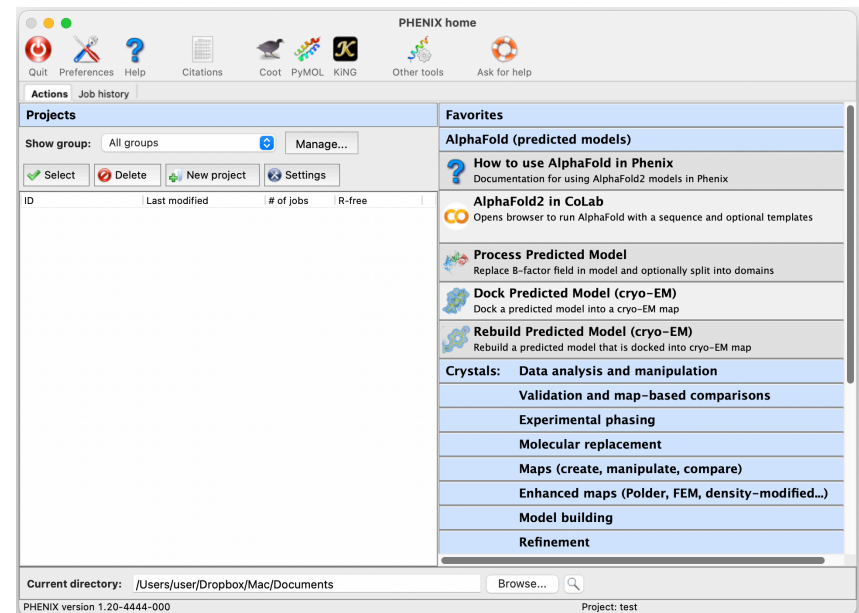 PHENIX home
Quit Preferences Help Citations Coot PyMOL KiNG Other tools Ask for help
Actions Job history
Projects
Show group: All groups Manage...
Select Delete New project Settings
ID Last modified # of jobs R-free
Favorites
AlphaFold (predicted models)
How to use AlphaFold in Phenix
Documentation for using AlphaFold2 models in Phenix
AlphaFold2 in CoLab
Opens browser to run AlphaFold with a sequence and optional templates
Process Predicted Model
Replace B-factor field in model and optionally split into domains
Dock Predicted Model (cryo-EM)
Dock a predicted model into a cryo-EM map
Rebuild Predicted Model (cryo-EM)
Rebuild a predicted model that is docked into cryo-EM map
Crystals: Data analysis and manipulation
Validation and map-based comparisons
Experimental phasing
Molecular replacement
Maps (create, manipulate, compare)
Enhanced maps (Polder, FEM, density-modified...)
Model building
Refinement
Current directory: /Users/user/Dropbox/Mac/Documents Browse...
PHENIX version 1.20-4444-000 Project: test